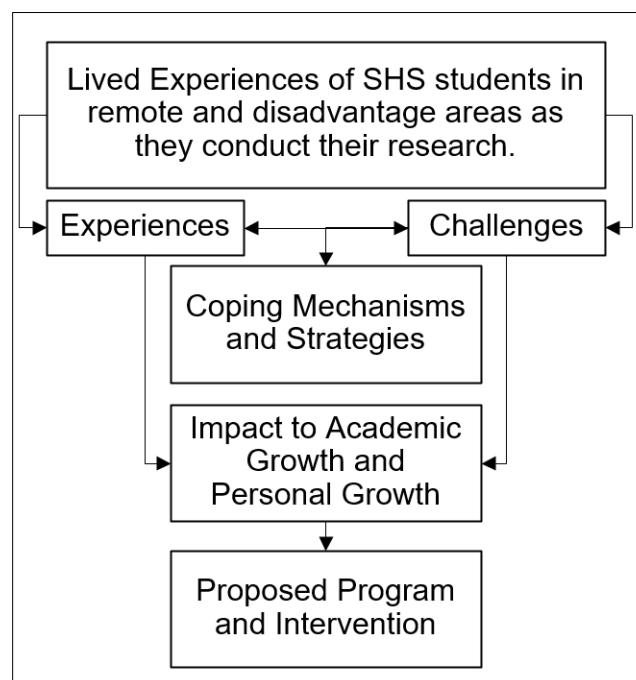 Lived Experiences of SHS students in
remote and disadvantage areas as
they conduct their research.
Experiences
Challenges
Coping Mechanisms
and Strategies
Impact to Academic
Growth and
Personal Growth
Proposed Program
and Intervention